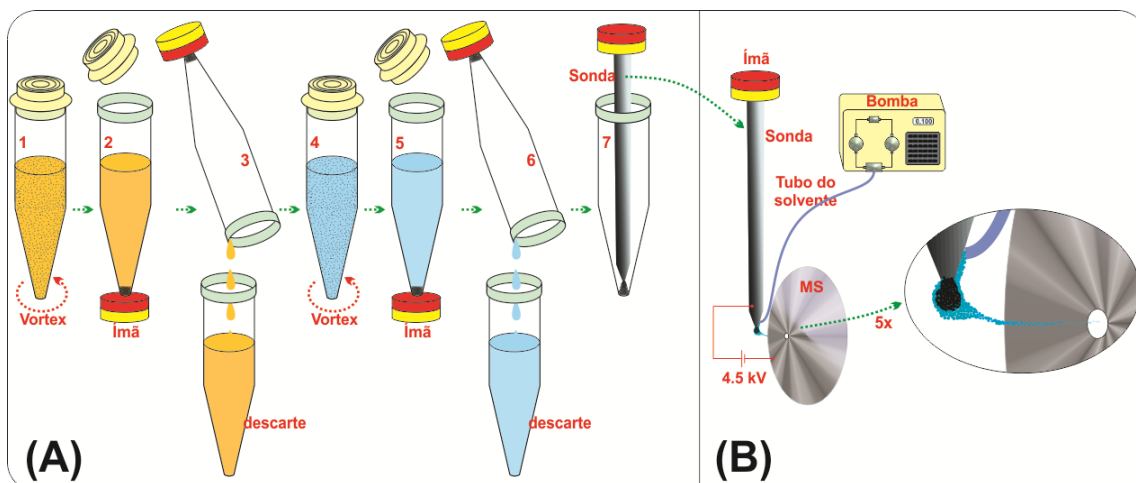 1
Vortex
2
Ímã
3
descarte
4
Vortex
5
Ímã
6
descarte
Sonda
7
(A)
Ímã
Sonda
Bomba
0.100
Tubo do
solvente
MS
4.5 kV
5x
(B)